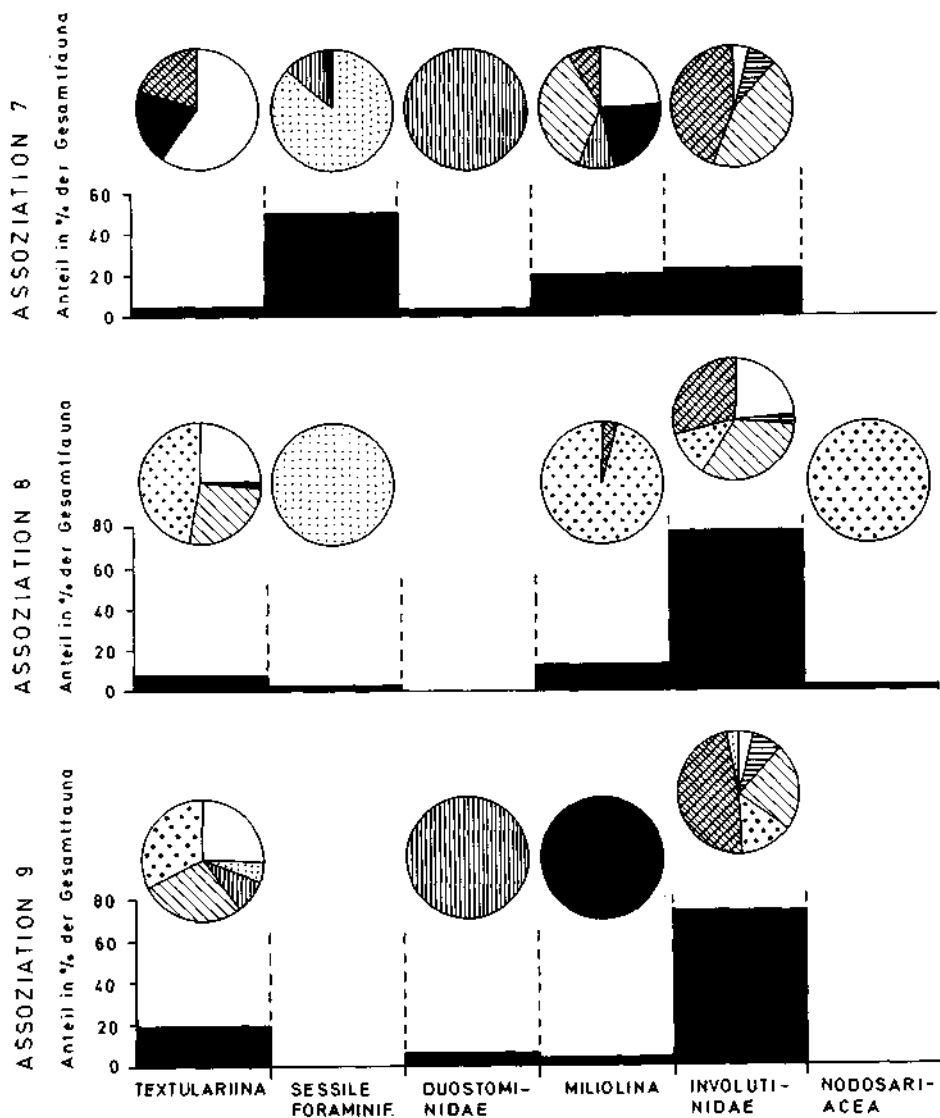 ASSOZIATION 7
Anteil in % der Gesamtfauna
60
40
20
0
ASSOZIATION 8
Anteil in % der Gesamtfauna
80
60
40
20
0
ASSOZIATION 9
Anteil in % der Gesamtfauna
80
60
40
20
0
TEXTULARIINA
SESSILE
FORAMINIF.
DUOSTOMI-
NIDAE
MILIOLINA
INVOLUTI-
NIDAE
NODOSARI-
ACEA